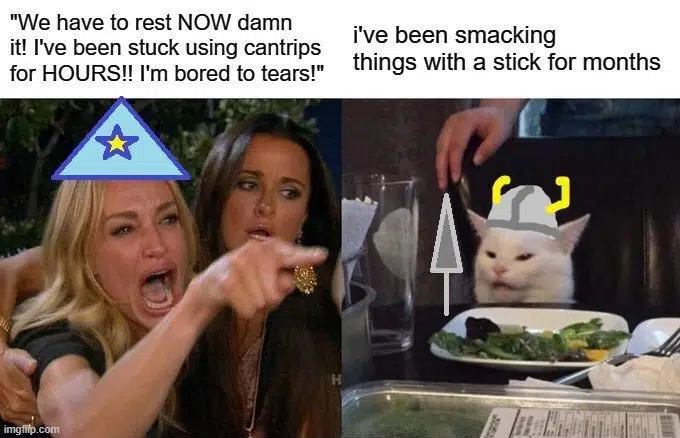 "We have to rest NOW damn
it! I've been stuck using cantrips
for HOURS!! I'm bored to tears!"
i've been smacking
things with a stick for months
imgflip.com